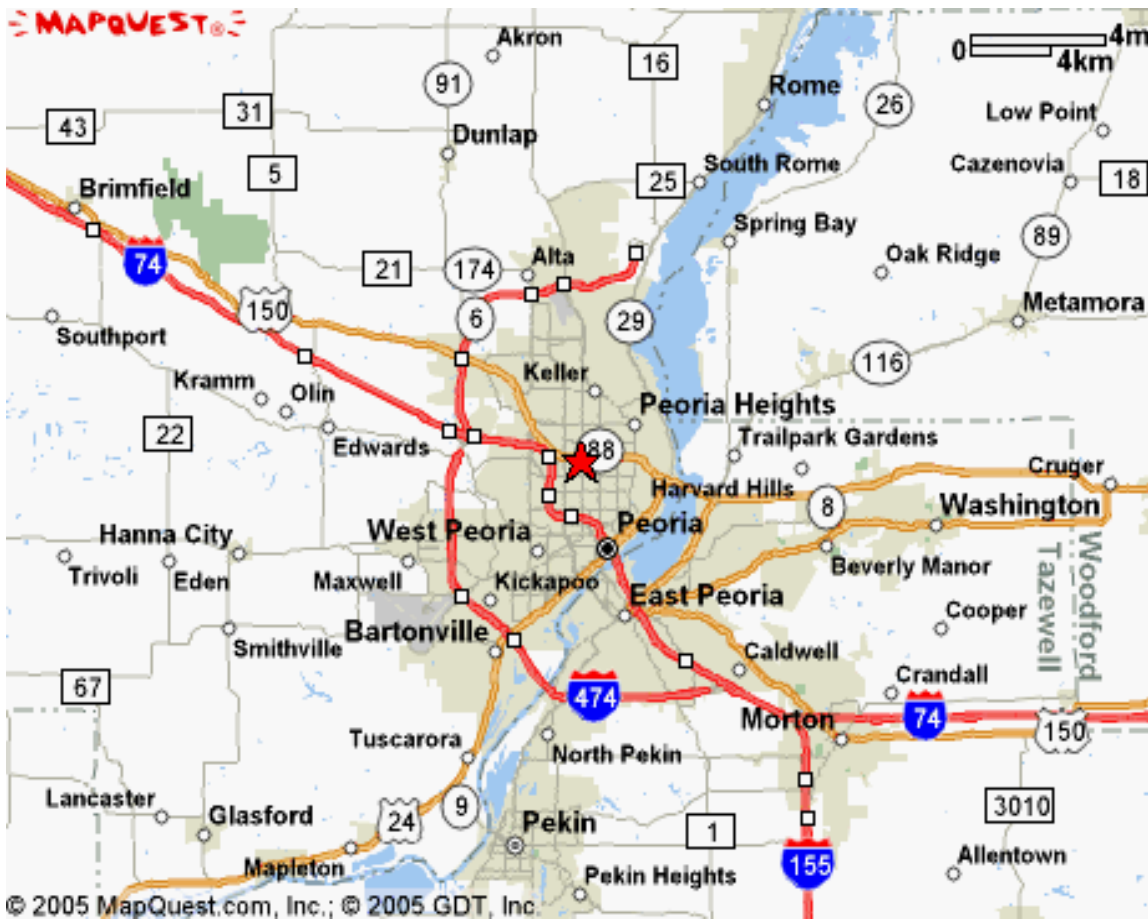 MAPQUEST®
Akron
16
0
4m
4km
91
Rome
26
Low Point
43
31
Dunlap
5
South Rome
25
Cazenovia
18
Brimfield
Spring Bay
89
74
21
174
Alta
Oak Ridge
150
6
29
Metamora
Southport
116
Kramm
Olin
Keller
Peoria Heights
22
Edwards
88
Trailpark Gardens
Cruger
Harvard Hills
8
Washington
Hanna City
West Peoria
Peoria
Trivoli
Eden
Maxwell
Kickapoo
Beverly Manor
Woodford
Tazewell
East Peoria
Cooper
Bartonville
Smithville
Caldwell
67
474
Crandall
Morton
74
150
Tuscarora
North Pekin
Lancaster
Glasford
24
9
Pekin
1
3010
Mapleton
155
Allentown
Pekin Heights
© 2005 MapQuest.com, Inc.; © 2005 GDT, Inc.